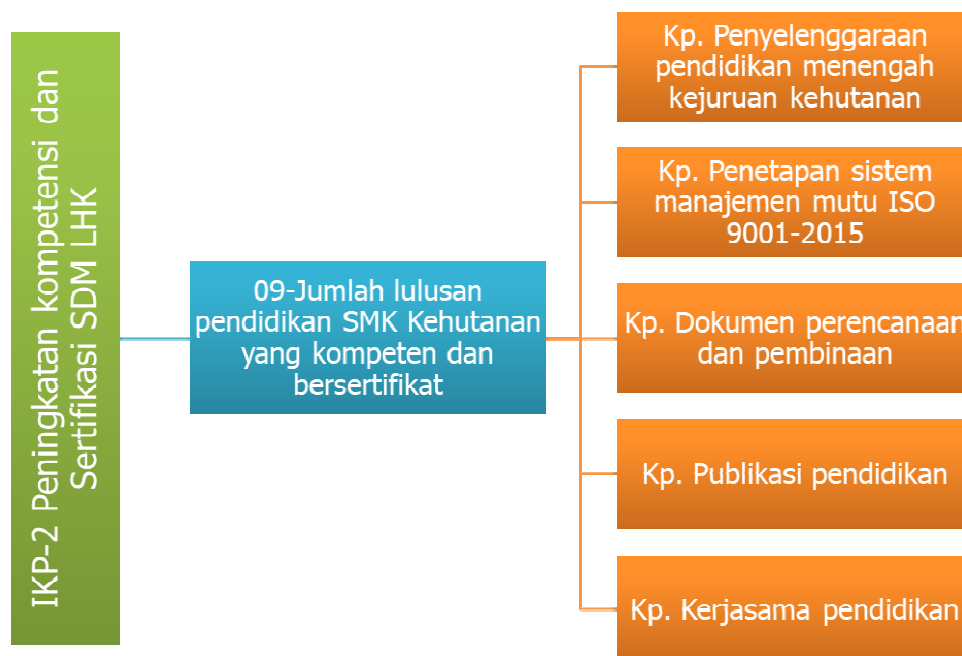 IKP-2 Peningkatan kompetensi dan
Sertifikasi SDM LHK
09-Jumlah lulusan
pendidikan SMK Kehutanan
yang kompeten dan
bersertifikat
Kp. Penyelenggaraan
pendidikan menengah
kejuruan kehutanan
Kp. Penetapan sistem
manajemen mutu ISO
9001-2015
Kp. Dokumen perencanaan
dan pembinaan
Kp. Publikasi pendidikan
Kp. Kerjasama pendidikan